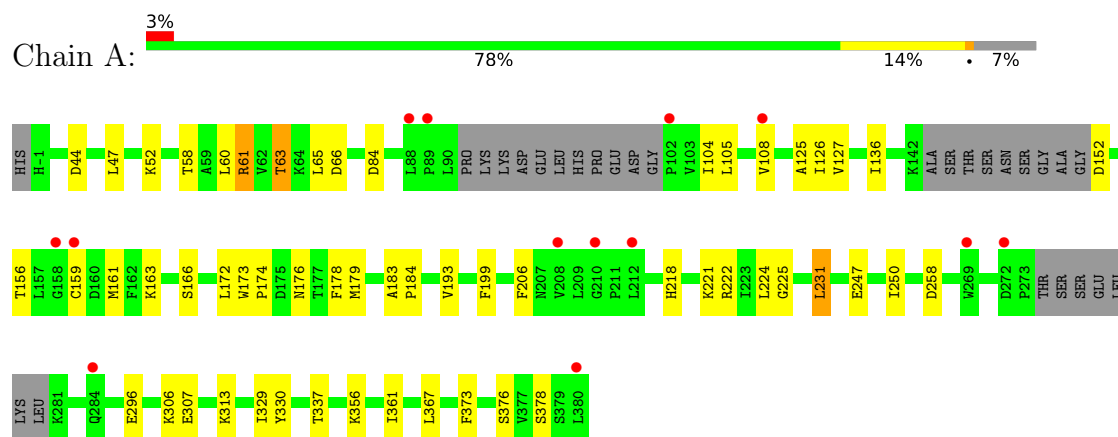 3%
Chain A:
78% 14% • 7%
HIS H-1 D44 L47 K52 T58 A59 L60 R61 V62 T63 K64 L65 D66 D84 L88 P89 L90 PRO LYS LYS ASP GLU LEU HIS PRO GLU ASP GLY P102 V103 I104 L105 V108 A125 I126 V127 I136 K142 ALA SER THR SER ASN SER GLY ALA GLY D152
T156 L157 G158 C159 D160 M161 F162 K163 S166 L172 W173 P174 D175 N176 T177 F178 M179 A183 P184 V193 F199 F206 N207 V208 L209 G210 P211 L212 H218 K221 R222 I223 L224 G225 L231 E247 I250 D258 W269 D272 P273 THR SER SER GLU LEU
LYS LEU K281 Q284 E296 K306 E307 K313 I329 Y330 T337 K356 I361 L367 F373 S376 V377 S378 S379 L380